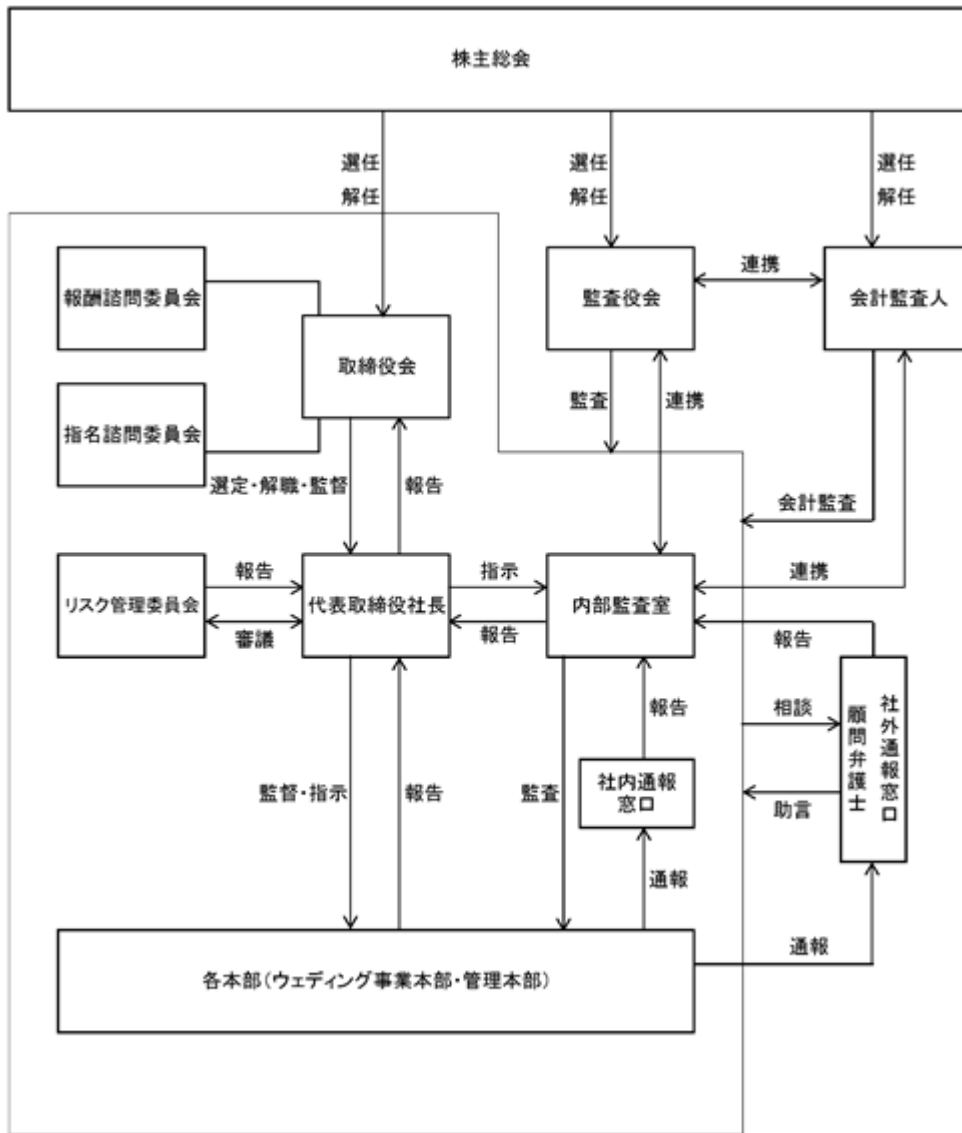 株主総会
選任
解任
選任
解任
選任
解任
報酬諮問委員会
監査役会
連携
会計監査人
取締役会
指名諮問委員会
監査
連携
選定・解職・監督
報告
会計監査
リスク管理委員会
報告
審議
代表取締役社長
指示
報告
内部監査室
連携
報告
報告
相談
社外通報窓口
顧問弁護士
監督・指示
報告
監査
社内通報
窓口
助言
通報
通報
各本部（ウェディング事業本部・管理本部）